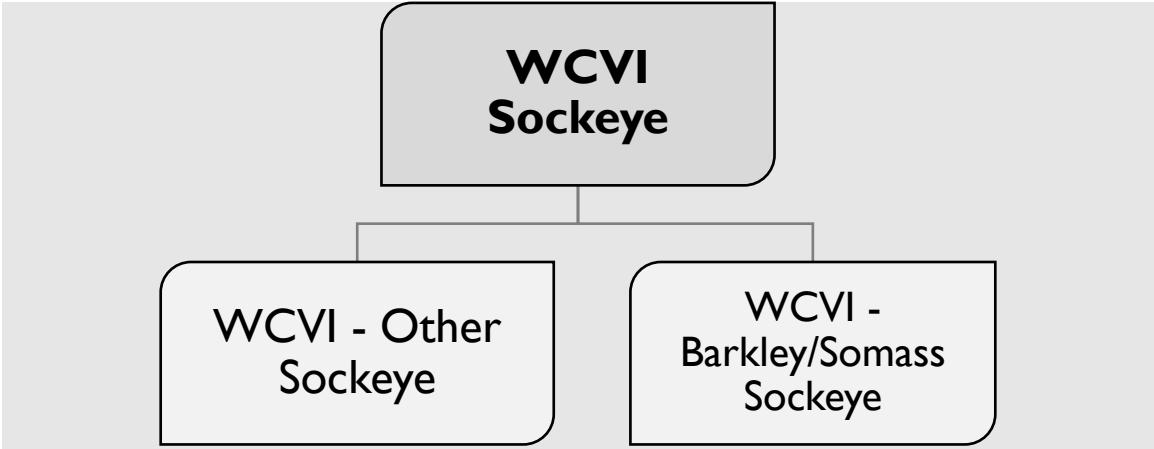 WCVI
Sockeye
WCVI - Other
Sockeye
WCVI -
Barkley/Somass
Sockeye